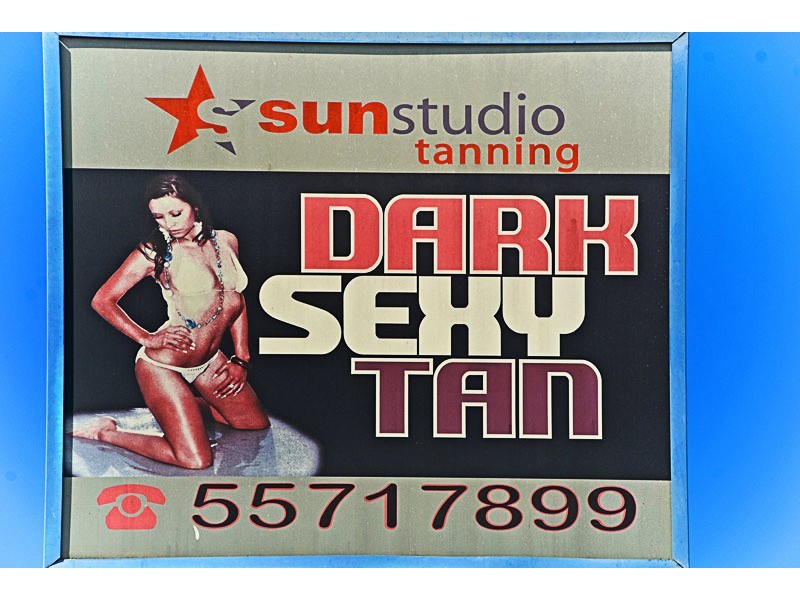 S sunstudio
tanning
DARK
SEXY
TAN
55717899